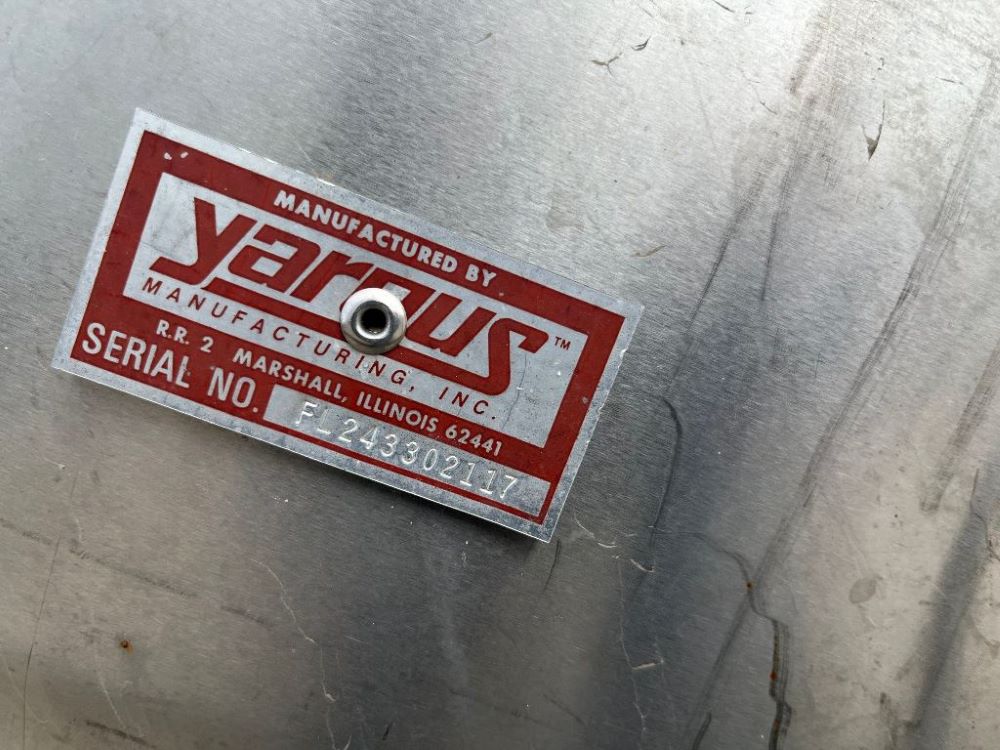 MANUFACTURED BY
yargus™
MANUFACTURING, INC.
R.R. 2 MARSHALL, ILLINOIS 62441
SERIAL NO. FL243302117